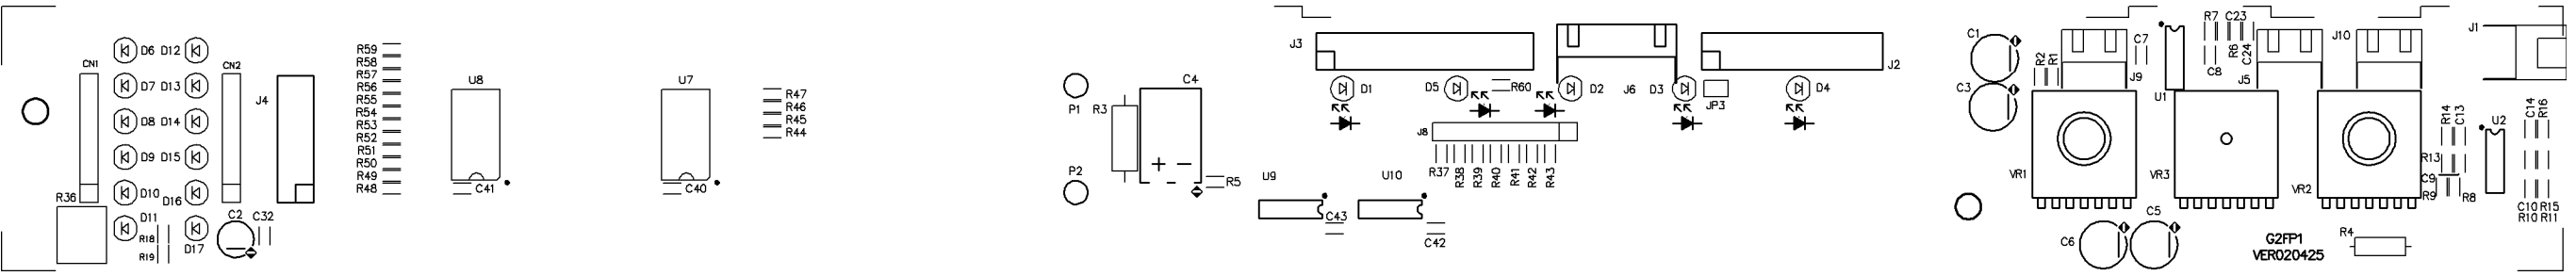 CN1
D6 D12
D7 D13
D8 D14
D9 D15
D10 D16
D11
D17
R36
R18
R19
CN2
C2 C32
J4
R59
R58
R57
R56
R55
R54
R53
R52
R51
R50
R49
R48
U8
C41
U7
C40
R47
R46
R45
R44
P1
P2
R3
C4
+ −
R5
J3
D1
D5
R60
D2
J6
D3
JP3
D4
J2
J8
R37
R38
R39
R40
R41
R42
R43
U9
C43
U10
C42
C1
C3
R2
R1
C7
J9
U1
R7 C23
R6
C24
C8
J5
J10
J1
VR1
VR3
VR2
R14
C13
R13
C9
R9 R8
U2
C14
R16
C10 R15
R10 R11
C6
C5
G2FP1
VER020425
R4